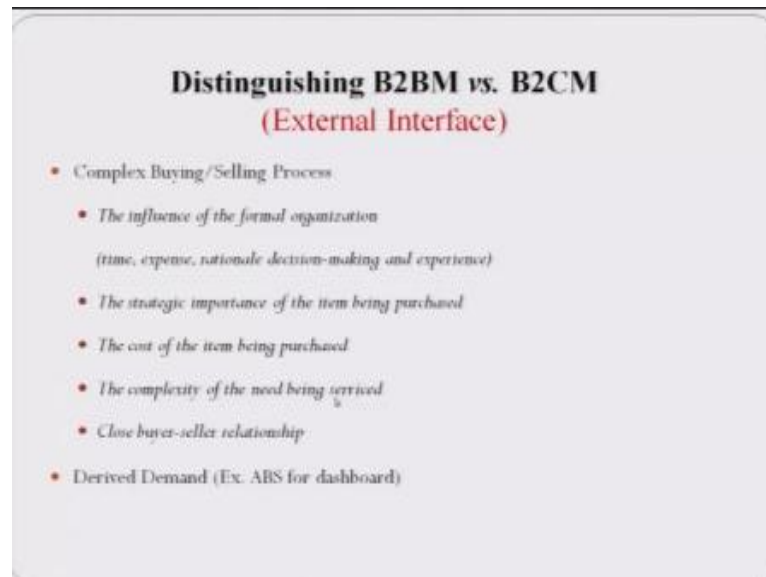 Distinguishing B2BM vs. B2CM
(External Interface)
• Complex Buying/Selling Process
• The influence of the formal organization
(time, expense, rationale decision-making and experience)
• The strategic importance of the item being purchased
• The cost of the item being purchased
• The complexity of the need being serviced
• Close buyer-seller relationship
• Derived Demand (Ex. ABS for dashboard)